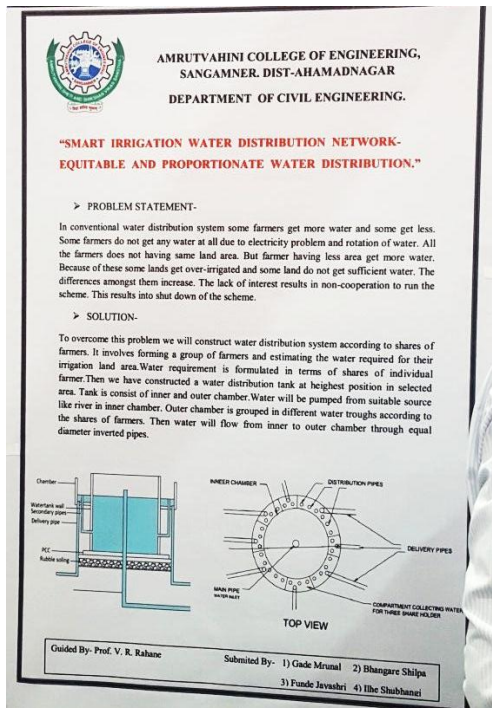 AMRUTVAHINI COLLEGE OF ENGINEERING,
SANGAMNER. DIST-AHAMADNAGAR
DEPARTMENT OF CIVIL ENGINEERING.
“SMART IRRIGATION WATER DISTRIBUTION NETWORK-
EQUITABLE AND PROPORTIONATE WATER DISTRIBUTION.”
➢ PROBLEM STATEMENT-
In conventional water distribution system some farmers get more water and some get less.
Some farmers do not get any water at all due to electricity problem and rotation of water. All
the farmers does not having same land area. But farmer having less area get more water.
Because of these some lands get over-irrigated and some land do not get sufficient water. The
differences amongst them increase. The lack of interest results in non-cooperation to run the
scheme. This results into shut down of the scheme.
➢ SOLUTION-
To overcome this problem we will construct water distribution system according to shares of
farmers. It involves forming a group of farmers and estimating the water required for their
irrigation land area.Water requirement is formulated in terms of shares of individual
farmer.Then we have constructed a water distribution tank at heighest position in selected
area. Tank is consist of inner and outer chamber.Water will be pumped from suitable source
like river in inner chamber. Outer chamber is grouped in different water troughs according to
the shares of farmers. Then water will flow from inner to outer chamber through equal
diameter inverted pipes.
Chamber
Watertank wall
Secondary pipes
Delivery pipe
PCC
Rubble soling
INNEER CHAMBER
DISTRIBUTION PIPES
DELIVERY PIPES
MAIN PIPE
WATER INLET
COMPARTMENT COLLECTING WATER
FOR THREE SHARE HOLDER
TOP VIEW
Guided By- Prof. V. R. Rahane
Submited By- 1) Gade Mrunal 2) Bhangare Shilpa
3) Funde Jayashri 4) Ilhe Shubhangi